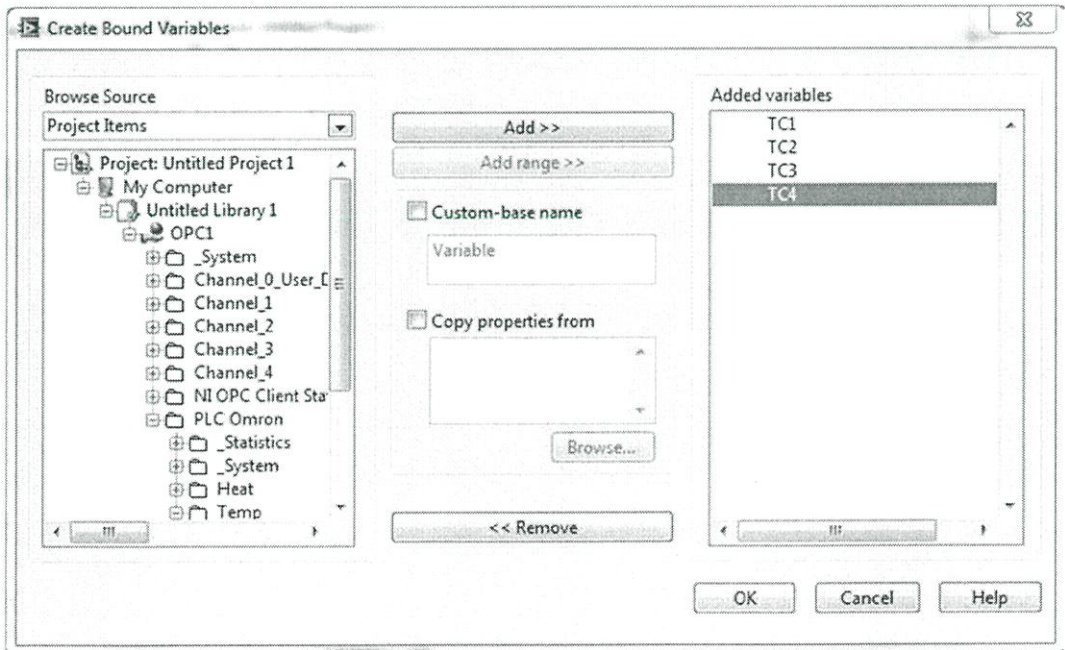 Create Bound Variables
Browse Source
Project Items
Project: Untitled Project 1
My Computer
Untitled Library 1
OPC1
_System
Channel_0_User_D
Channel_1
Channel_2
Channel_3
Channel_4
NI OPC Client Sta
PLC Omron
_Statistics
_System
Heat
Temp
Add >>
Add range >>
Custom-base name
Variable
Copy properties from
Browse...
<< Remove
Added variables
TC1
TC2
TC3
TC4
OK
Cancel
Help